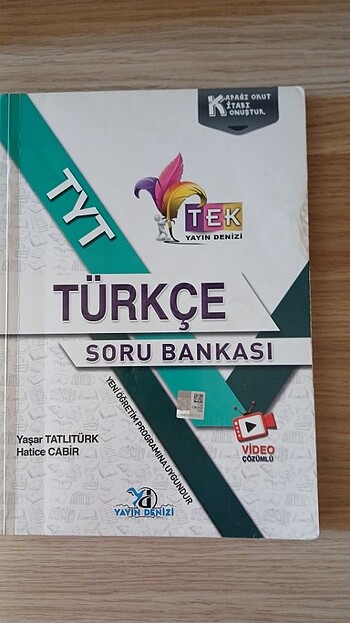 KAPAĞI OKUT
KİTABI
KONUŞTUR.
TYT
TEK
YAYIN DENİZİ
TÜRKÇE
SORU BANKASI
YENİ ÖĞRETİM PROGRAMINA UYGUNDUR
Yaşar TATLITÜRK
Hatice CABİR
VİDEO
ÇÖZÜMLÜ
YAYIN DENİZİ